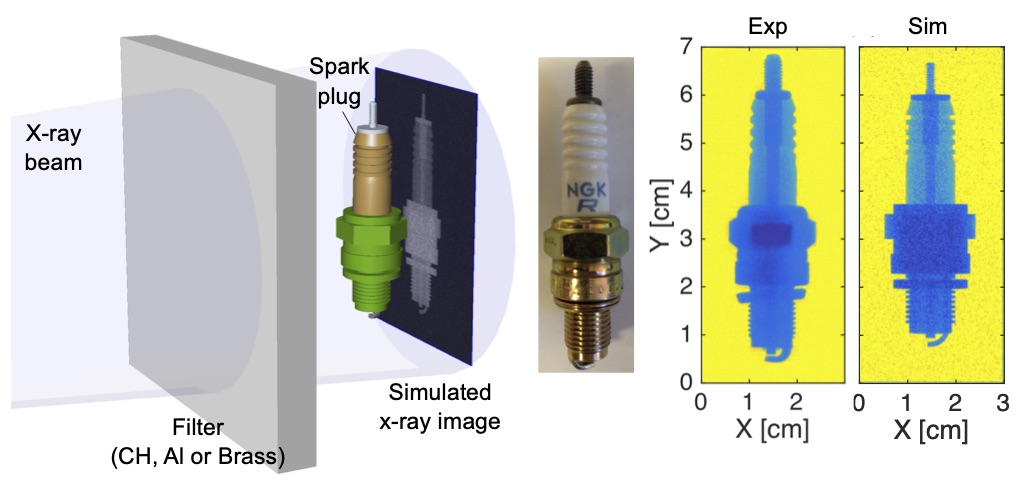 X-ray
beam
Spark
plug
Filter
(CH, Al or Brass)
Simulated
x-ray image
NGK
R
Exp
Sim
Y [cm]
7
6
5
4
3
2
1
0
0 1 2
X [cm]
0 1 2 3
X [cm]